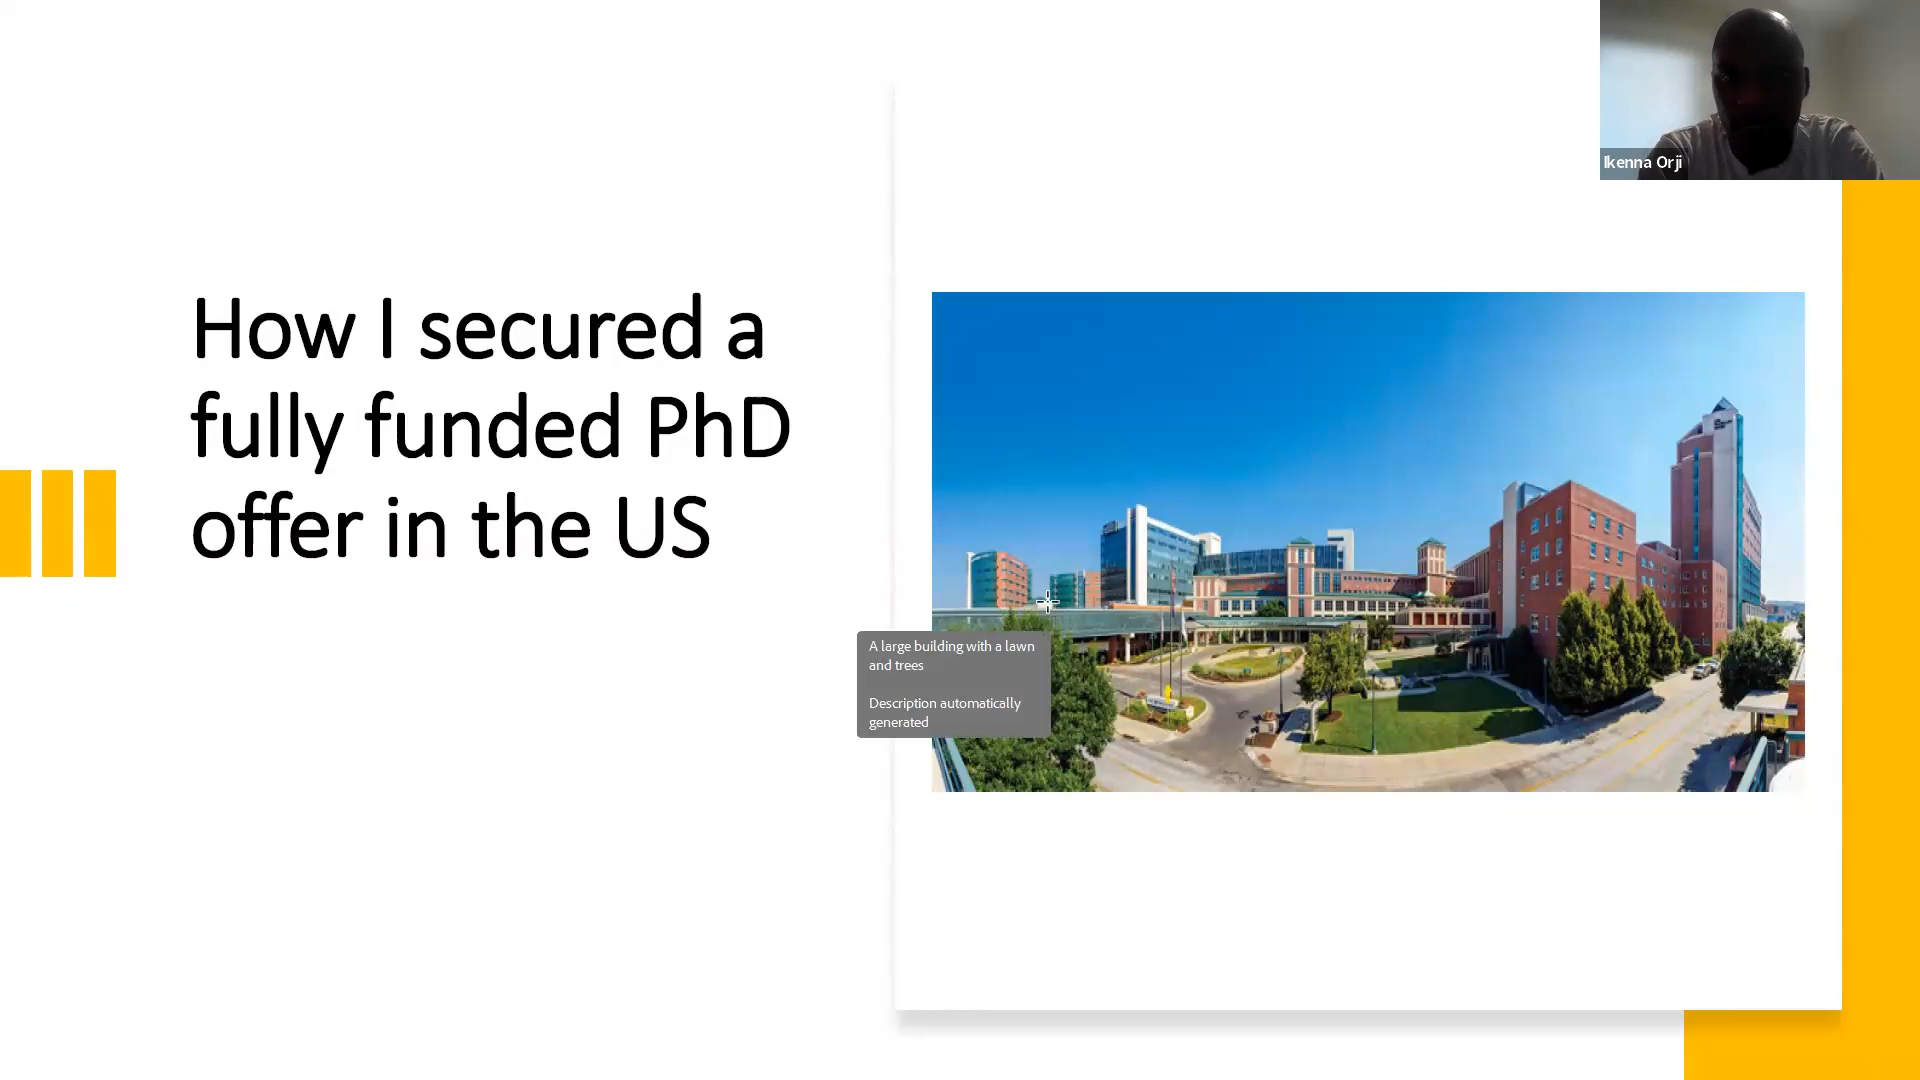 How I secured a
fully funded PhD
offer in the US
Ikenna Orji
A large building with a lawn
and trees
Description automatically
generated